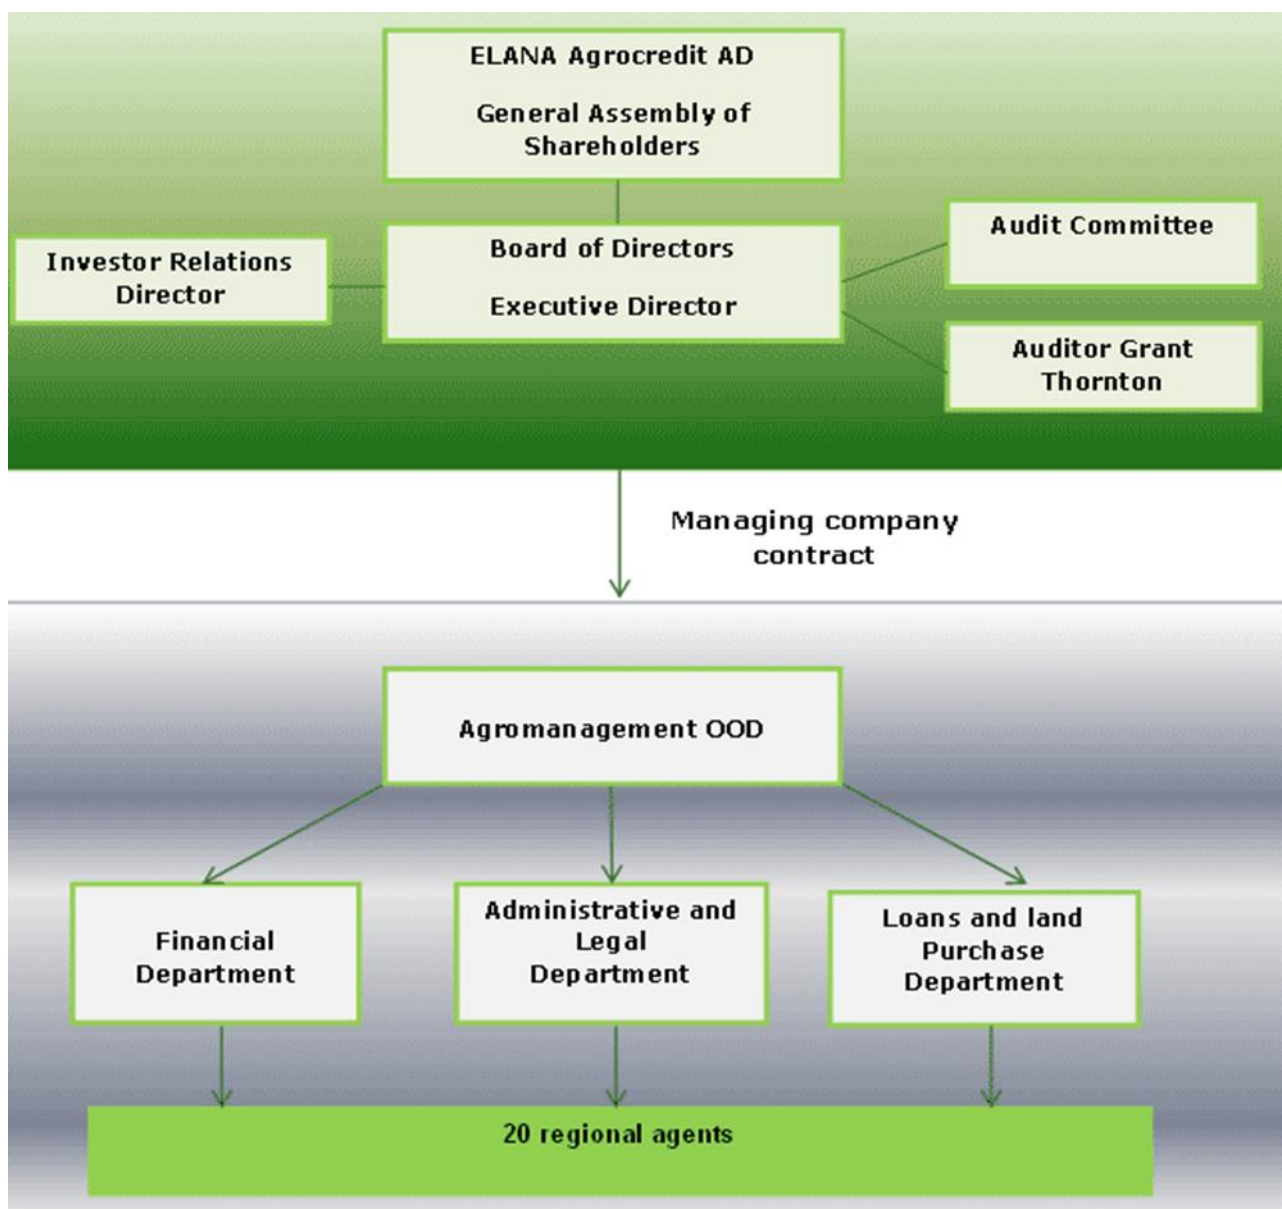 ELANA Agrocredit AD
General Assembly of
Shareholders
Investor Relations
Director
Board of Directors
Executive Director
Audit Committee
Auditor Grant
Thornton
Managing company
contract
Agromanagement OOD
Financial
Department
Administrative and
Legal
Department
Loans and land
Purchase
Department
20 regional agents